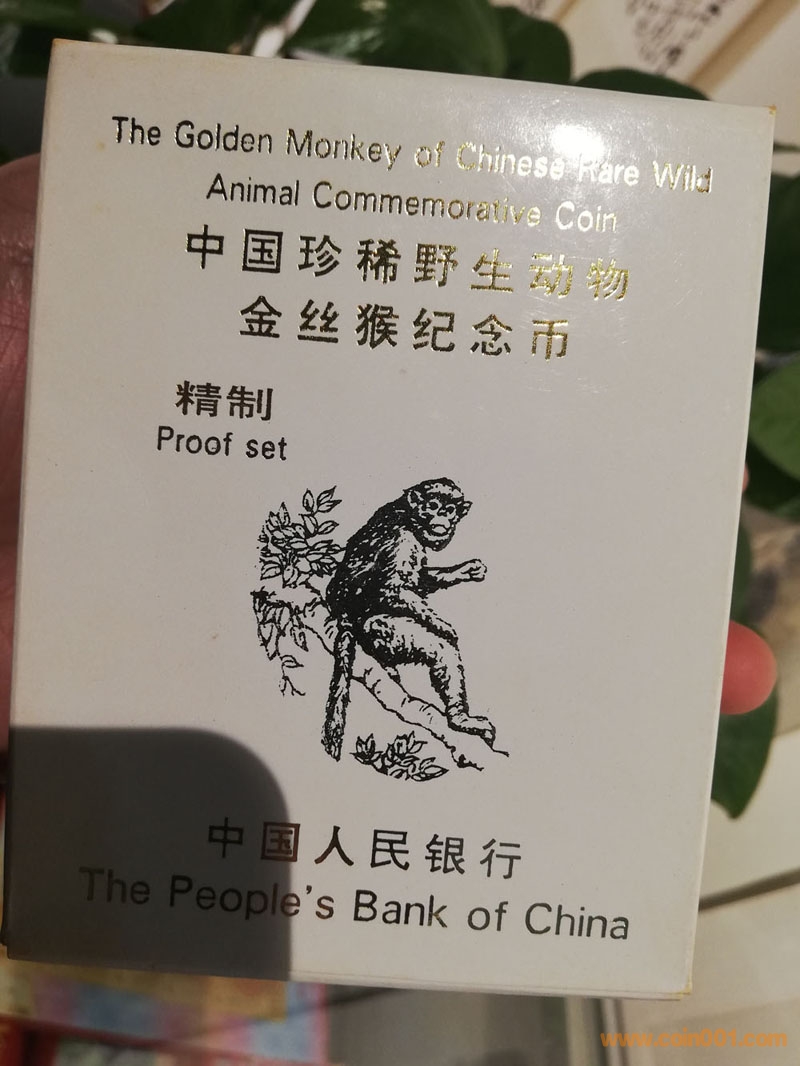 The Golden Monkey of Chinese Rare Wild
Animal Commemorative Coin
中国珍稀野生动物
金丝猴纪念币
精制
Proof set
中国人民银行
The People's Bank of China
www.coin001.com